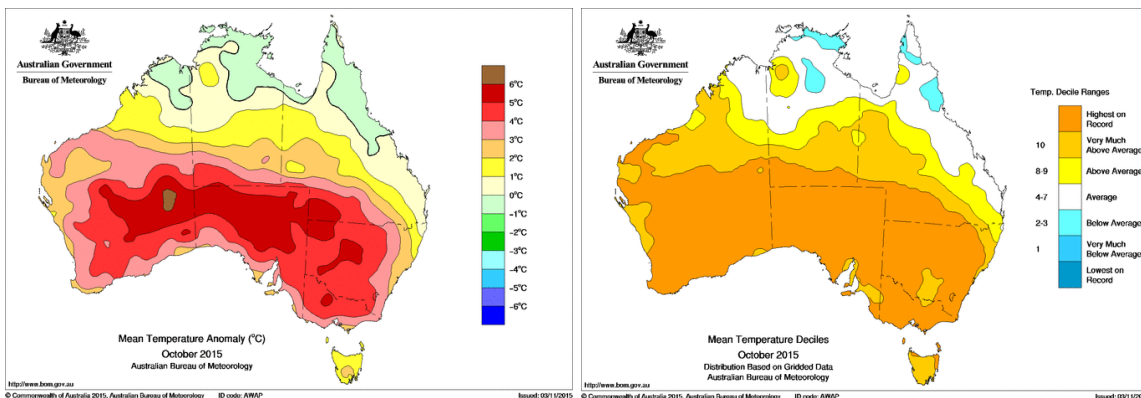 Australian Government
Bureau of Meteorology
6°C
5°C
4°C
3°C
2°C
1°C
0°C
−1°C
−2°C
−3°C
−4°C
−5°C
−6°C
Mean Temperature Anomaly (°C)
October 2015
Australian Bureau of Meteorology
http://www.bom.gov.au
© Commonwealth of Australia 2015, Australian Bureau of Meteorology ID code: AWAP Issued: 03/11/2015
Australian Government
Bureau of Meteorology
Temp. Decile Ranges
Highest on
Record
10 Very Much
Above Average
8-9 Above Average
4-7 Average
2-3 Below Average
1 Very Much
Below Average
Lowest on
Record
Mean Temperature Deciles
October 2015
Distribution Based on Gridded Data
Australian Bureau of Meteorology
http://www.bom.gov.au
© Commonwealth of Australia 2015, Australian Bureau of Meteorology ID code: AWAP Issued: 03/11/20